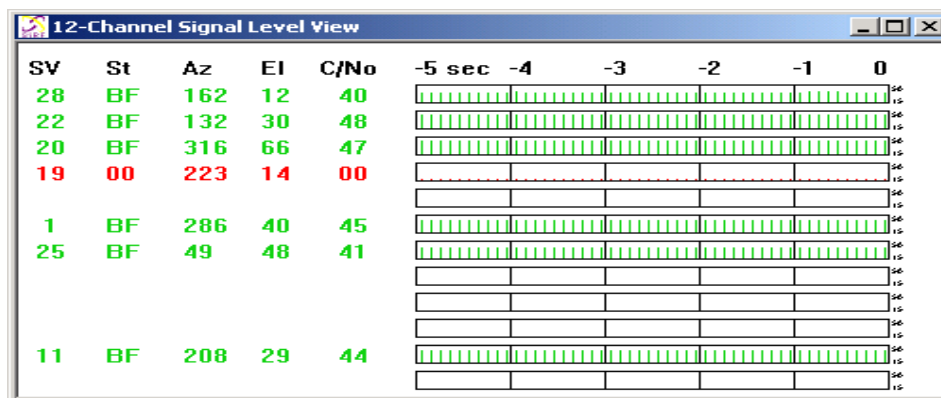 12-Channel Signal Level View
SV St Az El C/No -5 sec -4 -3 -2 -1 0
28 BF 162 12 40
22 BF 132 30 48
20 BF 316 66 47
19 00 223 14 00
1 BF 286 40 45
25 BF 49 48 41
11 BF 208 29 44